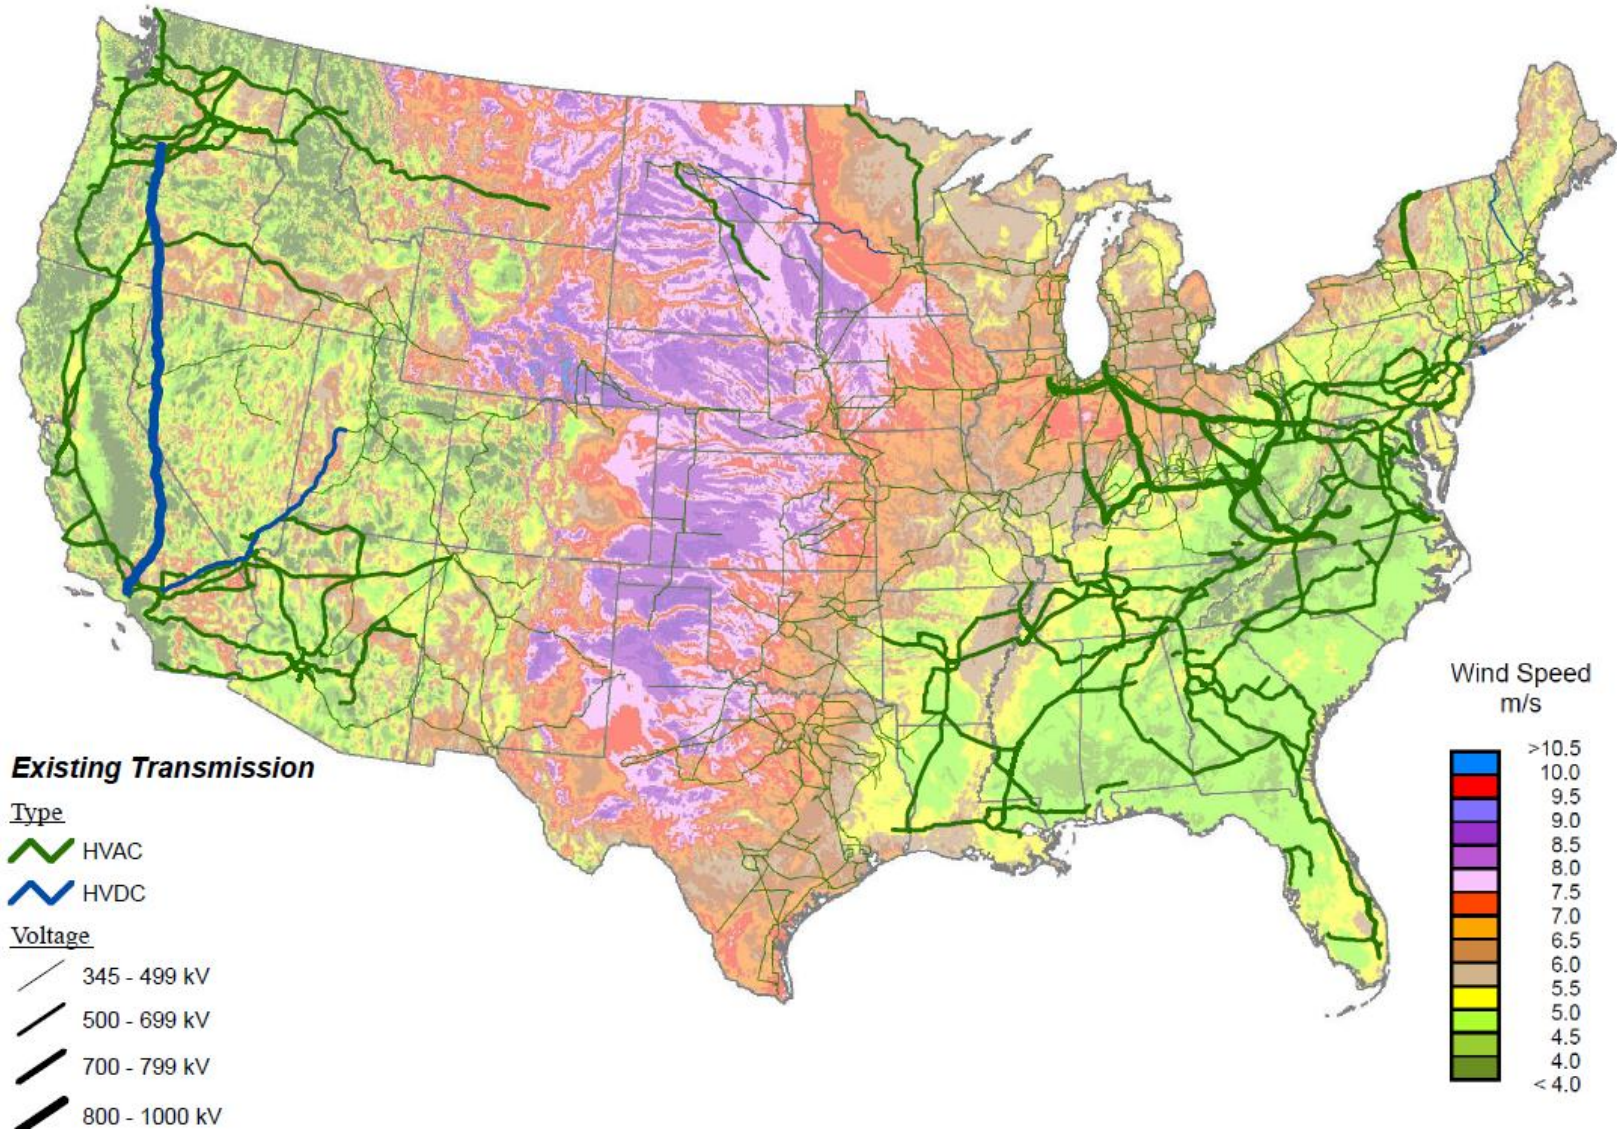 Wind Speed
m/s
>10.5
10.0
9.5
9.0
8.5
8.0
7.5
7.0
6.5
6.0
5.5
5.0
4.5
4.0
< 4.0
Existing Transmission
Type
HVAC
HVDC
Voltage
345 - 499 kV
500 - 699 kV
700 - 799 kV
800 - 1000 kV